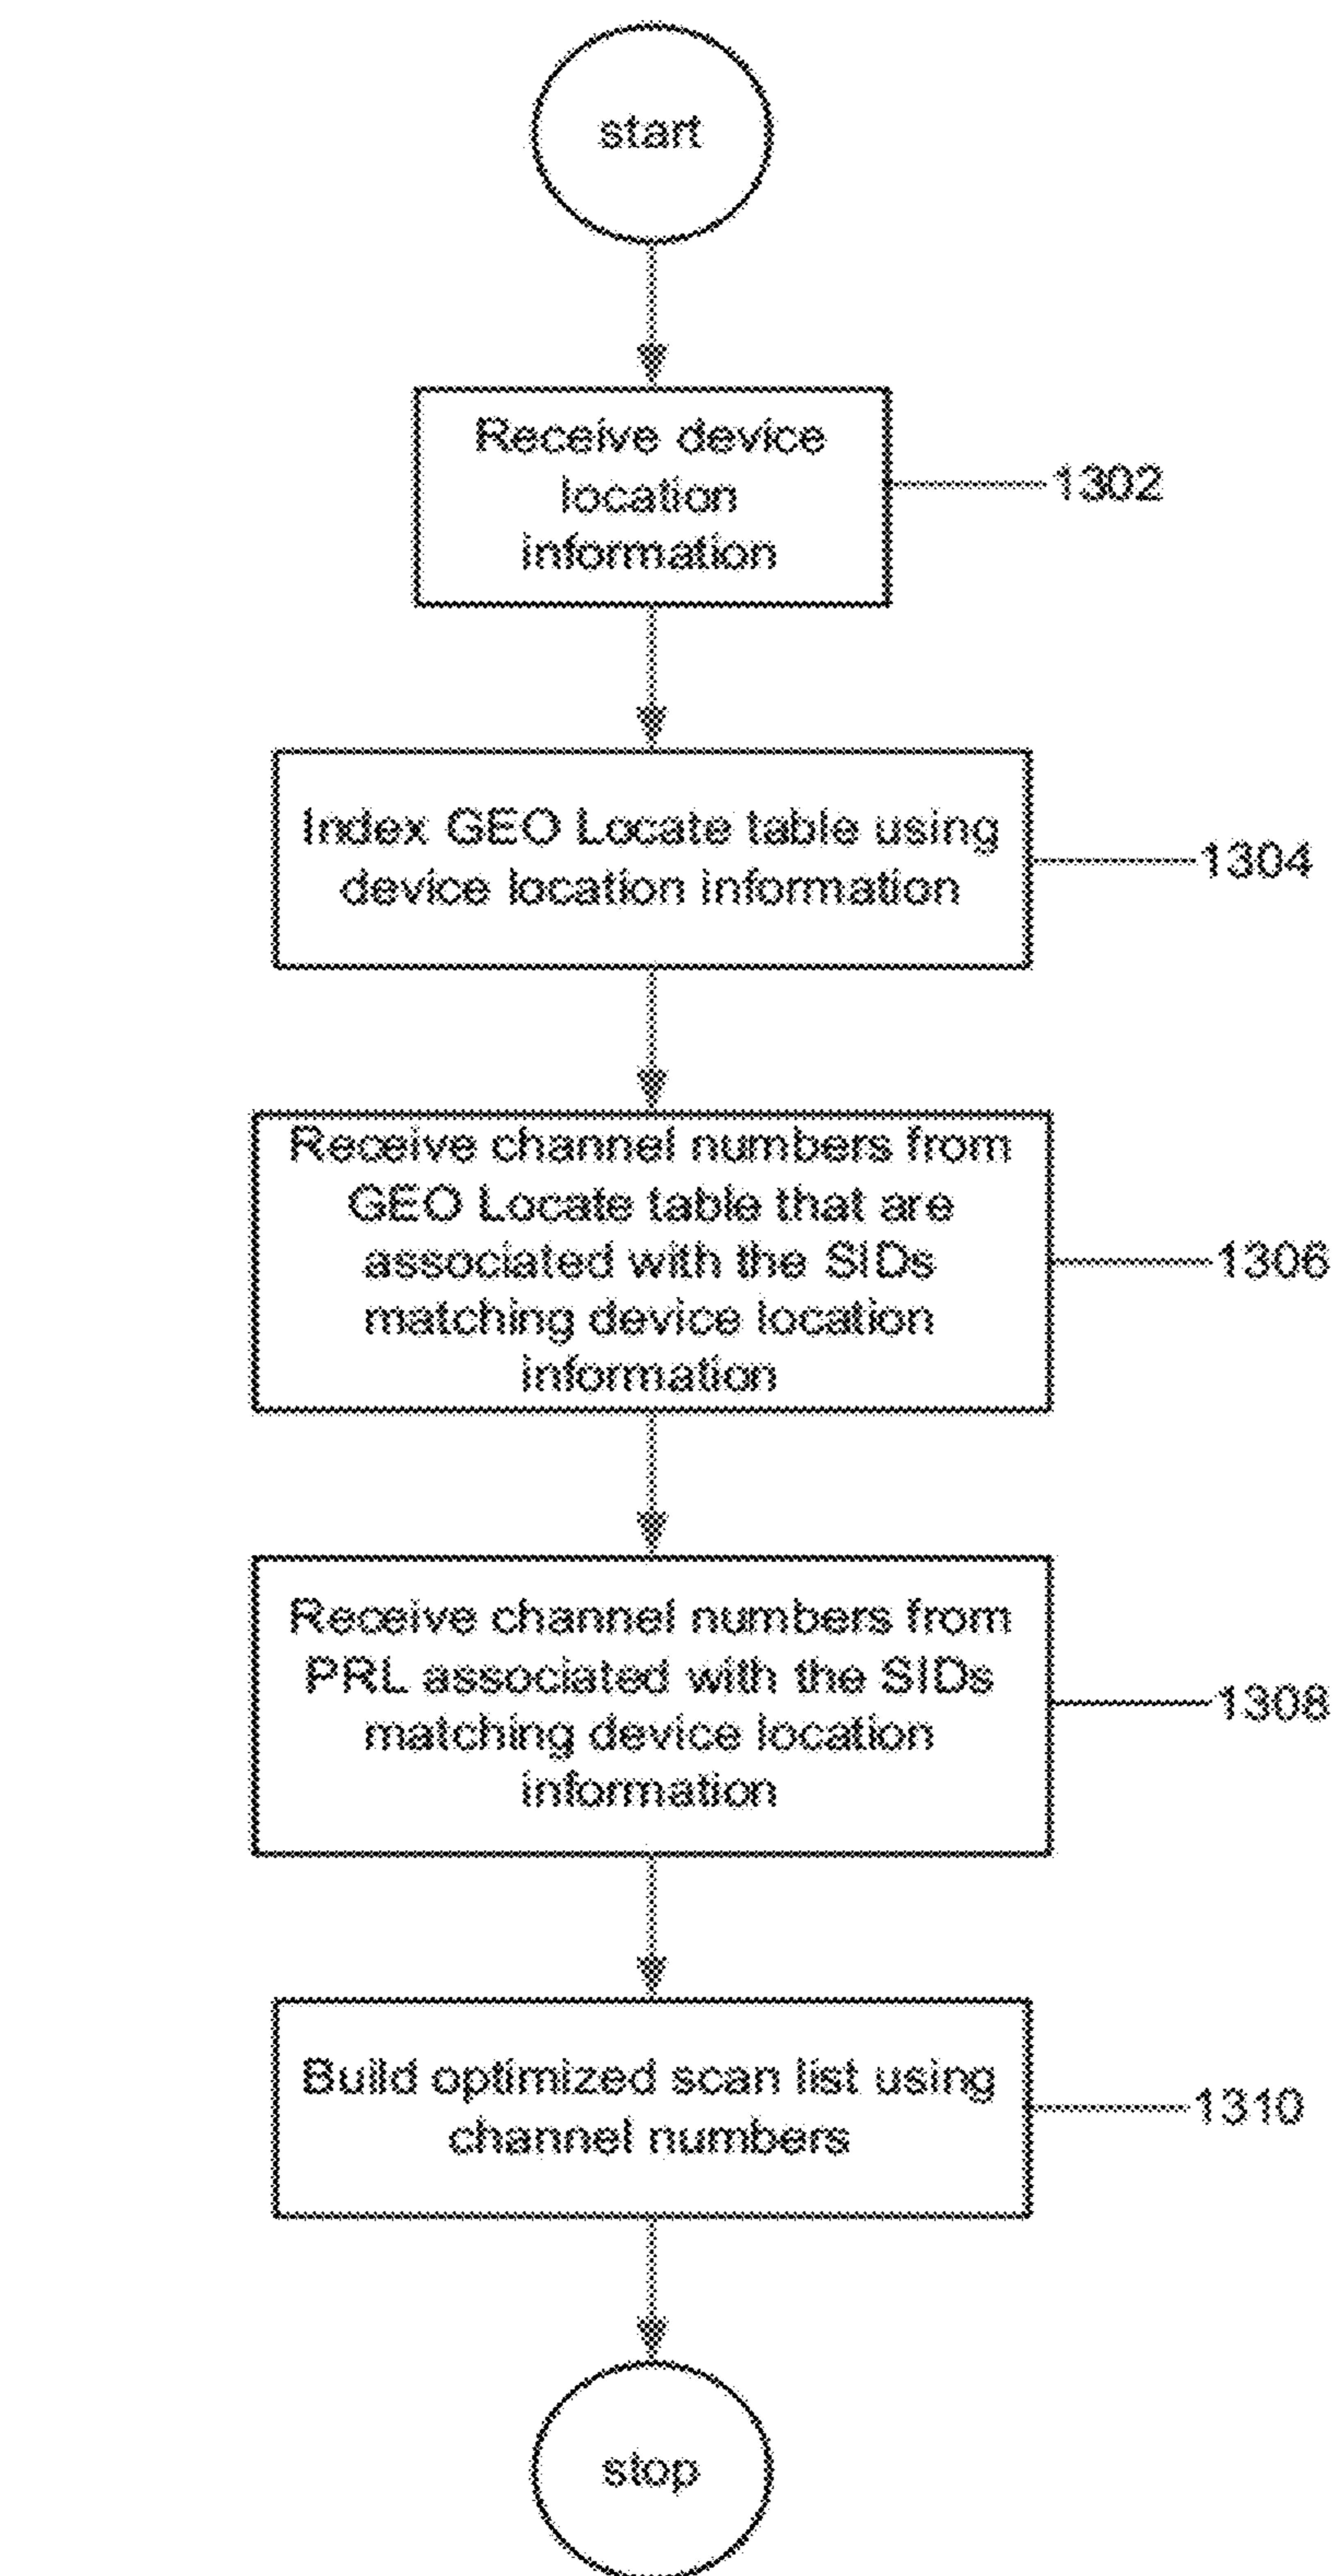 start
Receive device
location
information
1302
Index GEO Locate table using
device location information
1304
Receive channel numbers from
GEO Locate table that are
associated with the SIDs
matching device location
information
1306
Receive channel numbers from
PRL associated with the SIDs
matching device location
information
1308
Build optimized scan list using
channel numbers
1310
stop